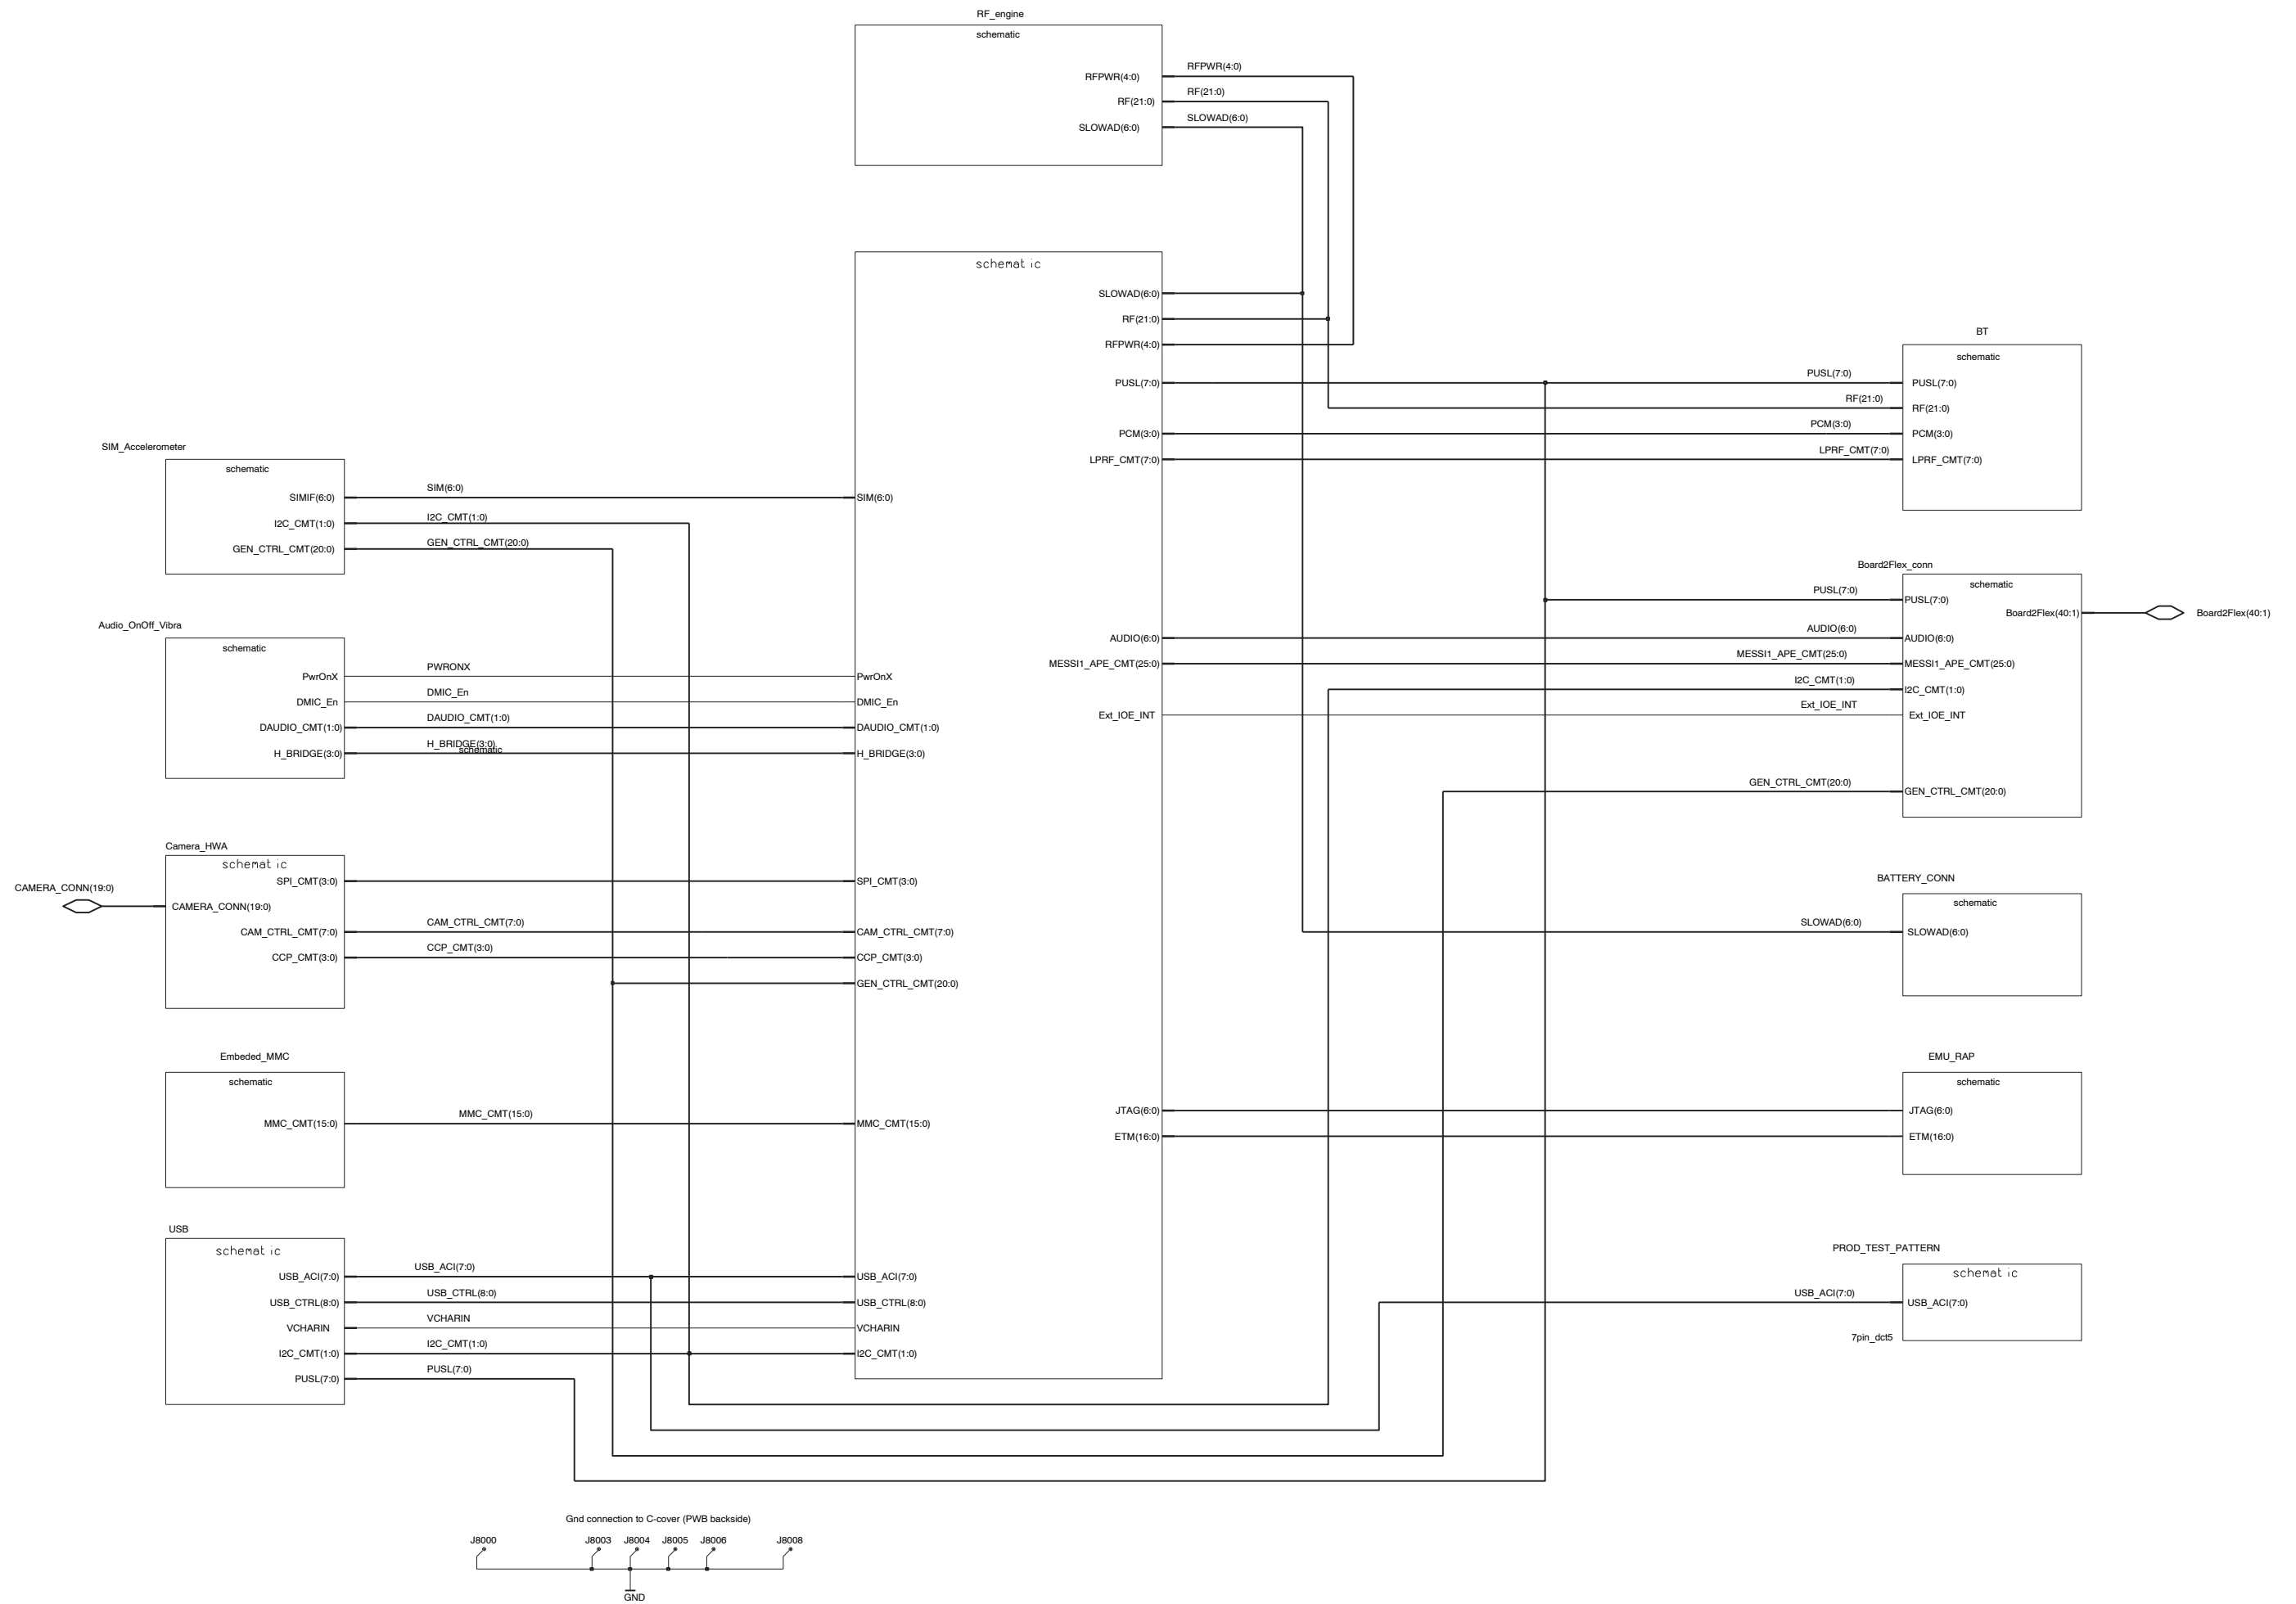 RF_engine
schematic
RFPWR(4:0)
RFPWR(4:0)
RF(21:0)
RF(21:0)
SLOWAD(6:0)
SLOWAD(6:0)
schematic
SLOWAD(6:0)
RF(21:0)
RFPWR(4:0)
PUSL(7:0)
PCM(3:0)
LPRF_CMT(7:0)
SIM(6:0)
AUDIO(6:0)
MESSI1_APE_CMT(25:0)
PwrOnX
DMIC_En
Ext_IOE_INT
DAUDIO_CMT(1:0)
H_BRIDGE(3:0)
SPI_CMT(3:0)
CAM_CTRL_CMT(7:0)
CCP_CMT(3:0)
GEN_CTRL_CMT(20:0)
JTAG(6:0)
MMC_CMT(15:0)
ETM(16:0)
USB_ACI(7:0)
USB_CTRL(8:0)
VCHARIN
I2C_CMT(1:0)
SIM_Accelerometer
schematic
SIMIF(6:0)
SIM(6:0)
I2C_CMT(1:0)
I2C_CMT(1:0)
GEN_CTRL_CMT(20:0)
GEN_CTRL_CMT(20:0)
Audio_OnOff_Vibra
schematic
PwrOnX
PWRONX
DMIC_En
DMIC_En
DAUDIO_CMT(1:0)
DAUDIO_CMT(1:0)
H_BRIDGE(3:0)
H_BRIDGE(3:0)
schematic
Camera_HWA
schematic
SPI_CMT(3:0)
CAMERA_CONN(19:0)
CAMERA_CONN(19:0)
CAM_CTRL_CMT(7:0)
CAM_CTRL_CMT(7:0)
CCP_CMT(3:0)
CCP_CMT(3:0)
Embeded_MMC
schematic
MMC_CMT(15:0)
MMC_CMT(15:0)
USB
schematic
USB_ACI(7:0)
USB_ACI(7:0)
USB_CTRL(8:0)
USB_CTRL(8:0)
VCHARIN
VCHARIN
I2C_CMT(1:0)
I2C_CMT(1:0)
PUSL(7:0)
PUSL(7:0)
BT
schematic
PUSL(7:0)
PUSL(7:0)
RF(21:0)
RF(21:0)
PCM(3:0)
PCM(3:0)
LPRF_CMT(7:0)
LPRF_CMT(7:0)
Board2Flex_conn
schematic
PUSL(7:0)
PUSL(7:0)
Board2Flex(40:1)
Board2Flex(40:1)
AUDIO(6:0)
AUDIO(6:0)
MESSI1_APE_CMT(25:0)
MESSI1_APE_CMT(25:0)
I2C_CMT(1:0)
I2C_CMT(1:0)
Ext_IOE_INT
Ext_IOE_INT
GEN_CTRL_CMT(20:0)
GEN_CTRL_CMT(20:0)
BATTERY_CONN
schematic
SLOWAD(6:0)
SLOWAD(6:0)
EMU_RAP
schematic
JTAG(6:0)
ETM(16:0)
PROD_TEST_PATTERN
schematic
USB_ACI(7:0)
USB_ACI(7:0)
7pin_dct5
Gnd connection to C-cover (PWB backside)
J8000 J8003 J8004 J8005 J8006 J8008
GND